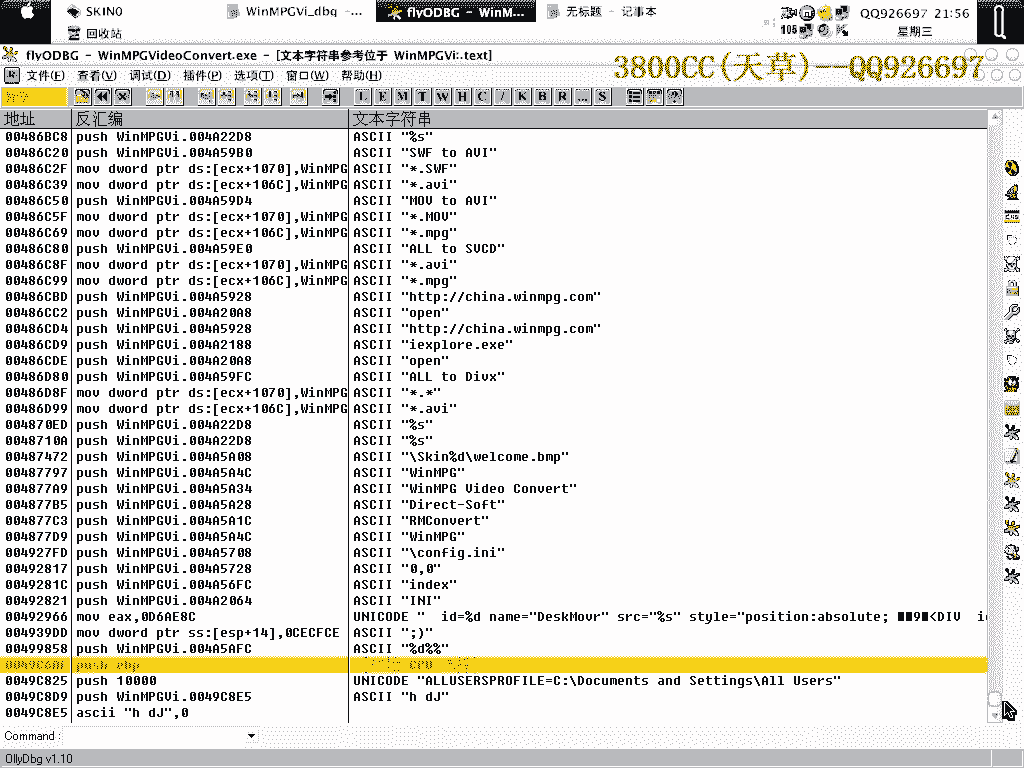 SKIN0
WinMPGVi_dbg -...
flyODBG - WinM...
无标题 - 记事本
QQ926697 21:56
回收站
105
星期三
flyODBG - WinMPGVideoConvert.exe - [文本字符串参考位于 WinMPGVi:.text]
3800CC(天草)--QQ926697
文件(F) 查看(V) 调试(D) 插件(P) 选项(T) 窗口(W) 帮助(H)
L E M T W H C / K B R ... S
地址 反汇编 文本字符串
00486BC8 push WinMPGVi.004A22D8 ASCII "%s"
00486C20 push WinMPGVi.004A59B0 ASCII "SWF to AVI"
00486C2F mov dword ptr ds:[ecx+1070],WinMPG ASCII "*.SWF"
00486C39 mov dword ptr ds:[ecx+106C],WinMPG ASCII "*.avi"
00486C50 push WinMPGVi.004A59D4 ASCII "MOV to AVI"
00486C5F mov dword ptr ds:[ecx+1070],WinMPG ASCII "*.MOV"
00486C69 mov dword ptr ds:[ecx+106C],WinMPG ASCII "*.mpg"
00486C80 push WinMPGVi.004A59E0 ASCII "ALL to SVCD"
00486C8F mov dword ptr ds:[ecx+1070],WinMPG ASCII "*.avi"
00486C99 mov dword ptr ds:[ecx+106C],WinMPG ASCII "*.mpg"
00486CBD push WinMPGVi.004A5928 ASCII "http://china.winmpg.com"
00486CC2 push WinMPGVi.004A20A8 ASCII "open"
00486CD4 push WinMPGVi.004A5928 ASCII "http://china.winmpg.com"
00486CD9 push WinMPGVi.004A2188 ASCII "iexplore.exe"
00486CDE push WinMPGVi.004A20A8 ASCII "open"
00486D80 push WinMPGVi.004A59FC ASCII "ALL to Divx"
00486D8F mov dword ptr ds:[ecx+1070],WinMPG ASCII "*.*"
00486D99 mov dword ptr ds:[ecx+106C],WinMPG ASCII "*.avi"
004870ED push WinMPGVi.004A22D8 ASCII "%s"
0048710A push WinMPGVi.004A22D8 ASCII "%s"
00487472 push WinMPGVi.004A5A08 ASCII "\Skin%d\welcome.bmp"
00487797 push WinMPGVi.004A5A4C ASCII "WinMPG"
004877A9 push WinMPGVi.004A5A34 ASCII "WinMPG Video Convert"
004877B5 push WinMPGVi.004A5A28 ASCII "Direct-Soft"
004877C3 push WinMPGVi.004A5A1C ASCII "RMConvert"
004877D9 push WinMPGVi.004A5A4C ASCII "WinMPG"
004927FD push WinMPGVi.004A5708 ASCII "\config.ini"
00492817 push WinMPGVi.004A5728 ASCII "0,0"
0049281C push WinMPGVi.004A56FC ASCII "index"
00492821 push WinMPGVi.004A2064 ASCII "INI"
00492966 mov eax,0D6AE8C UNICODE " id=%d name="DeskMovr" src="%s" style="position:absolute; ■■9■<DIV i
004939DD mov dword ptr ss:[esp+14],0CECFCE ASCII ";)"
00499858 push WinMPGVi.004A5AFC ASCII "%d%%"
push ebp CPU
0049C825 push 10000 UNICODE "ALLUSERSPROFILE=C:\Documents and Settings\All Users"
0049C8D9 push WinMPGVi.0049C8E5 ASCII "h dJ"
0049C8E5 ascii "h dJ",0
Command :
OllyDbg v1.10